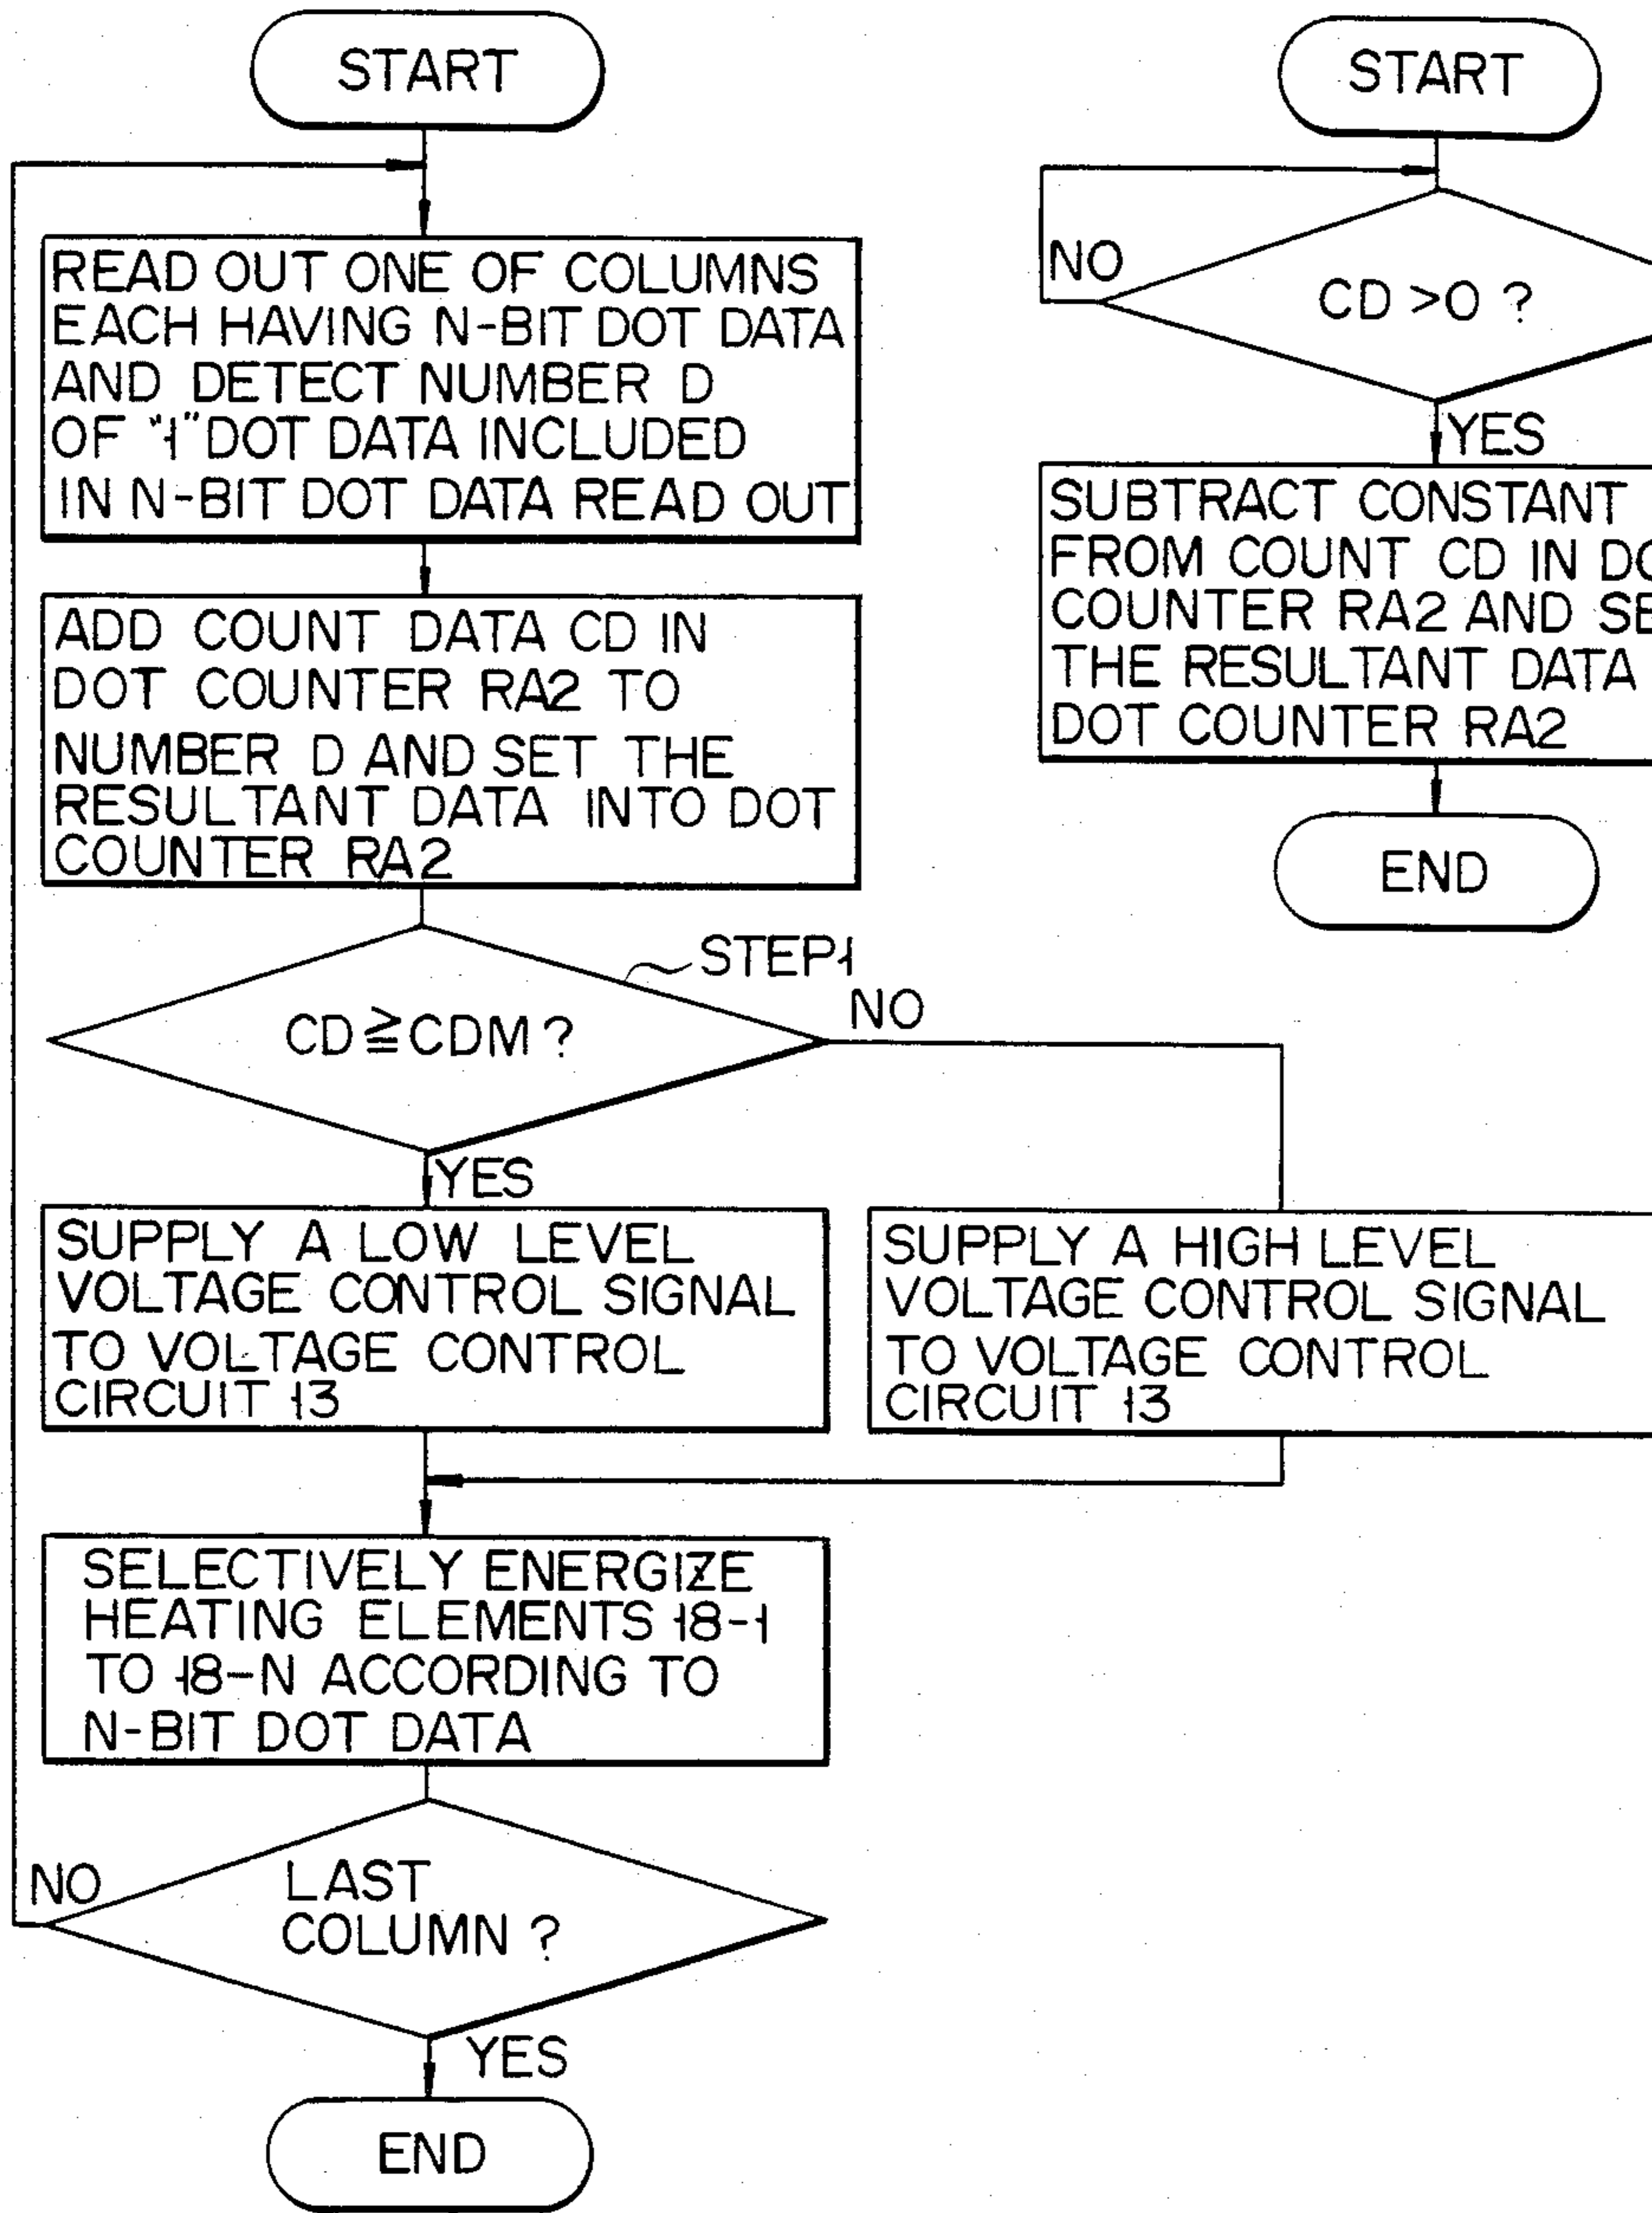 START
READ OUT ONE OF COLUMNS
EACH HAVING N-BIT DOT DATA
AND DETECT NUMBER D
OF "1" DOT DATA INCLUDED
IN N-BIT DOT DATA READ OUT
ADD COUNT DATA CD IN
DOT COUNTER RA2 TO
NUMBER D AND SET THE
RESULTANT DATA INTO DOT
COUNTER RA2
STEP1
CD≧CDM ?
NO
YES
SUPPLY A LOW LEVEL
VOLTAGE CONTROL SIGNAL
TO VOLTAGE CONTROL
CIRCUIT 13
SUPPLY A HIGH LEVEL
VOLTAGE CONTROL SIGNAL
TO VOLTAGE CONTROL
CIRCUIT 13
SELECTIVELY ENERGIZE
HEATING ELEMENTS 18-1
TO 18-N ACCORDING TO
N-BIT DOT DATA
NO
LAST
COLUMN ?
YES
END
START
NO
CD >0 ?
YES
SUBTRACT CONSTANT
FROM COUNT CD IN
COUNTER RA2 AND
THE RESULTANT DATA
DOT COUNTER RA2
END